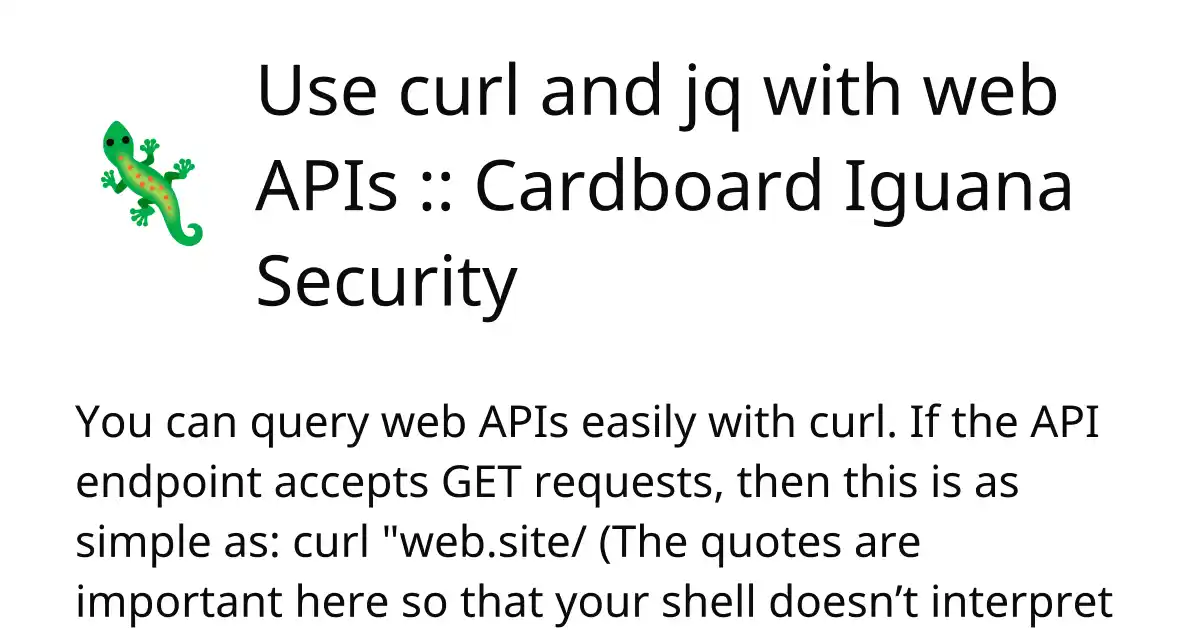 Use curl and jq with web
APIs :: Cardboard Iguana
Security
You can query web APIs easily with curl. If the API
endpoint accepts GET requests, then this is as
simple as: curl "web.site/ (The quotes are
important here so that your shell doesn’t interpret